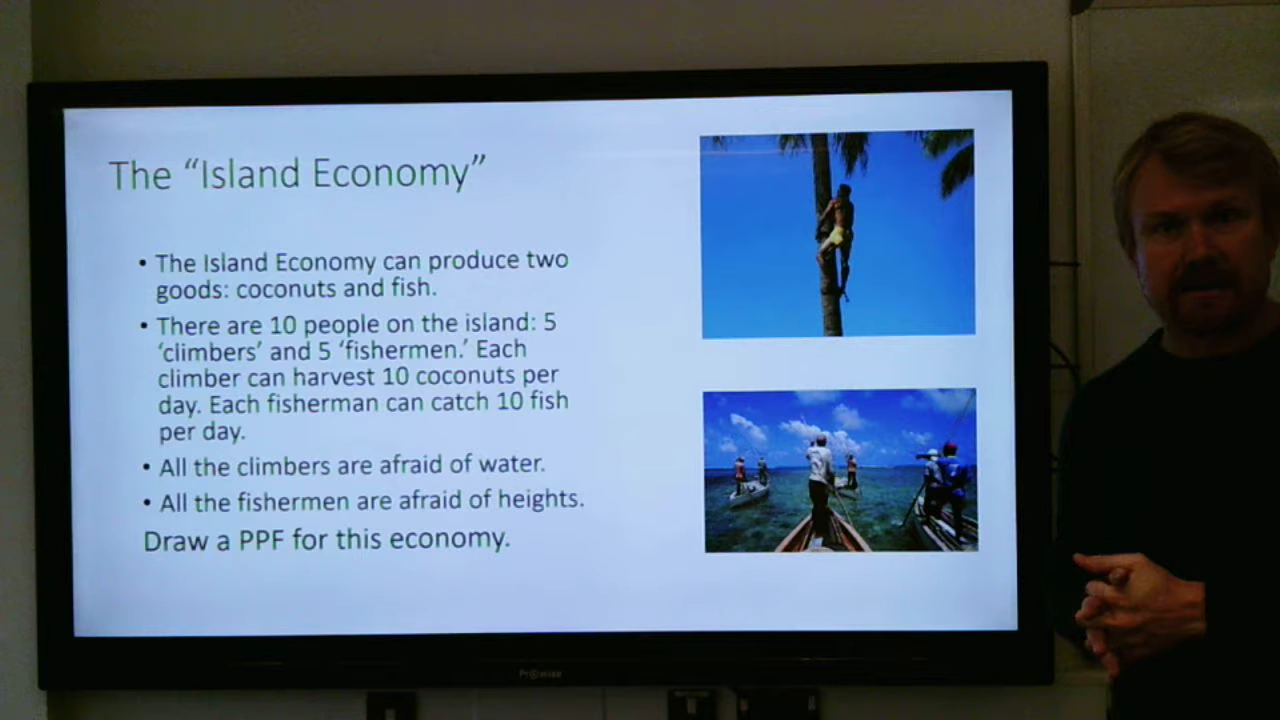 The “Island Economy”
• The Island Economy can produce two
goods: coconuts and fish.
• There are 10 people on the island: 5
‘climbers’ and 5 ‘fishermen.’ Each
climber can harvest 10 coconuts per
day. Each fisherman can catch 10 fish
per day.
• All the climbers are afraid of water.
• All the fishermen are afraid of heights.
Draw a PPF for this economy.